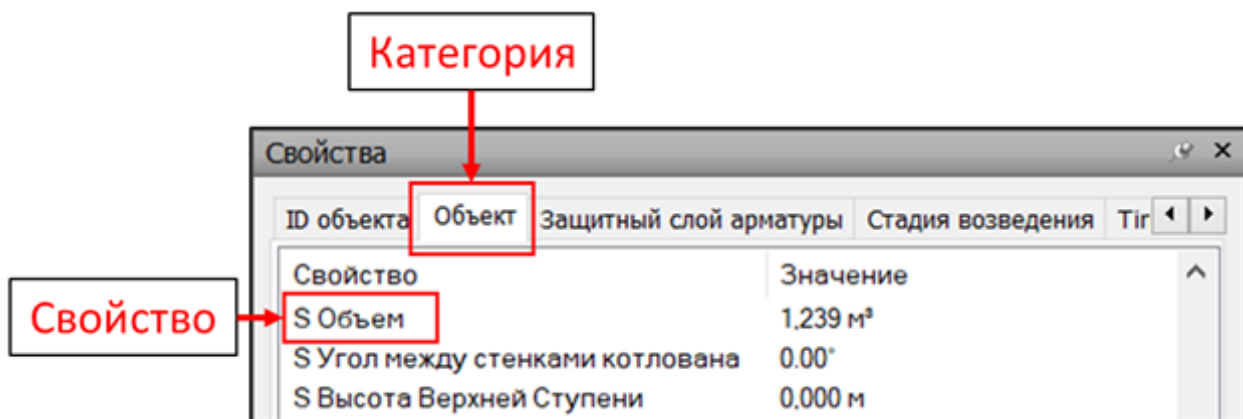 Категория
Свойства
ID объекта Объект Защитный слой арматуры Стадия возведения Tir
Свойство Значение
Свойство S Объем 1,239 м³
S Угол между стенками котлована 0.00°
S Высота Верхней Ступени 0,000 м